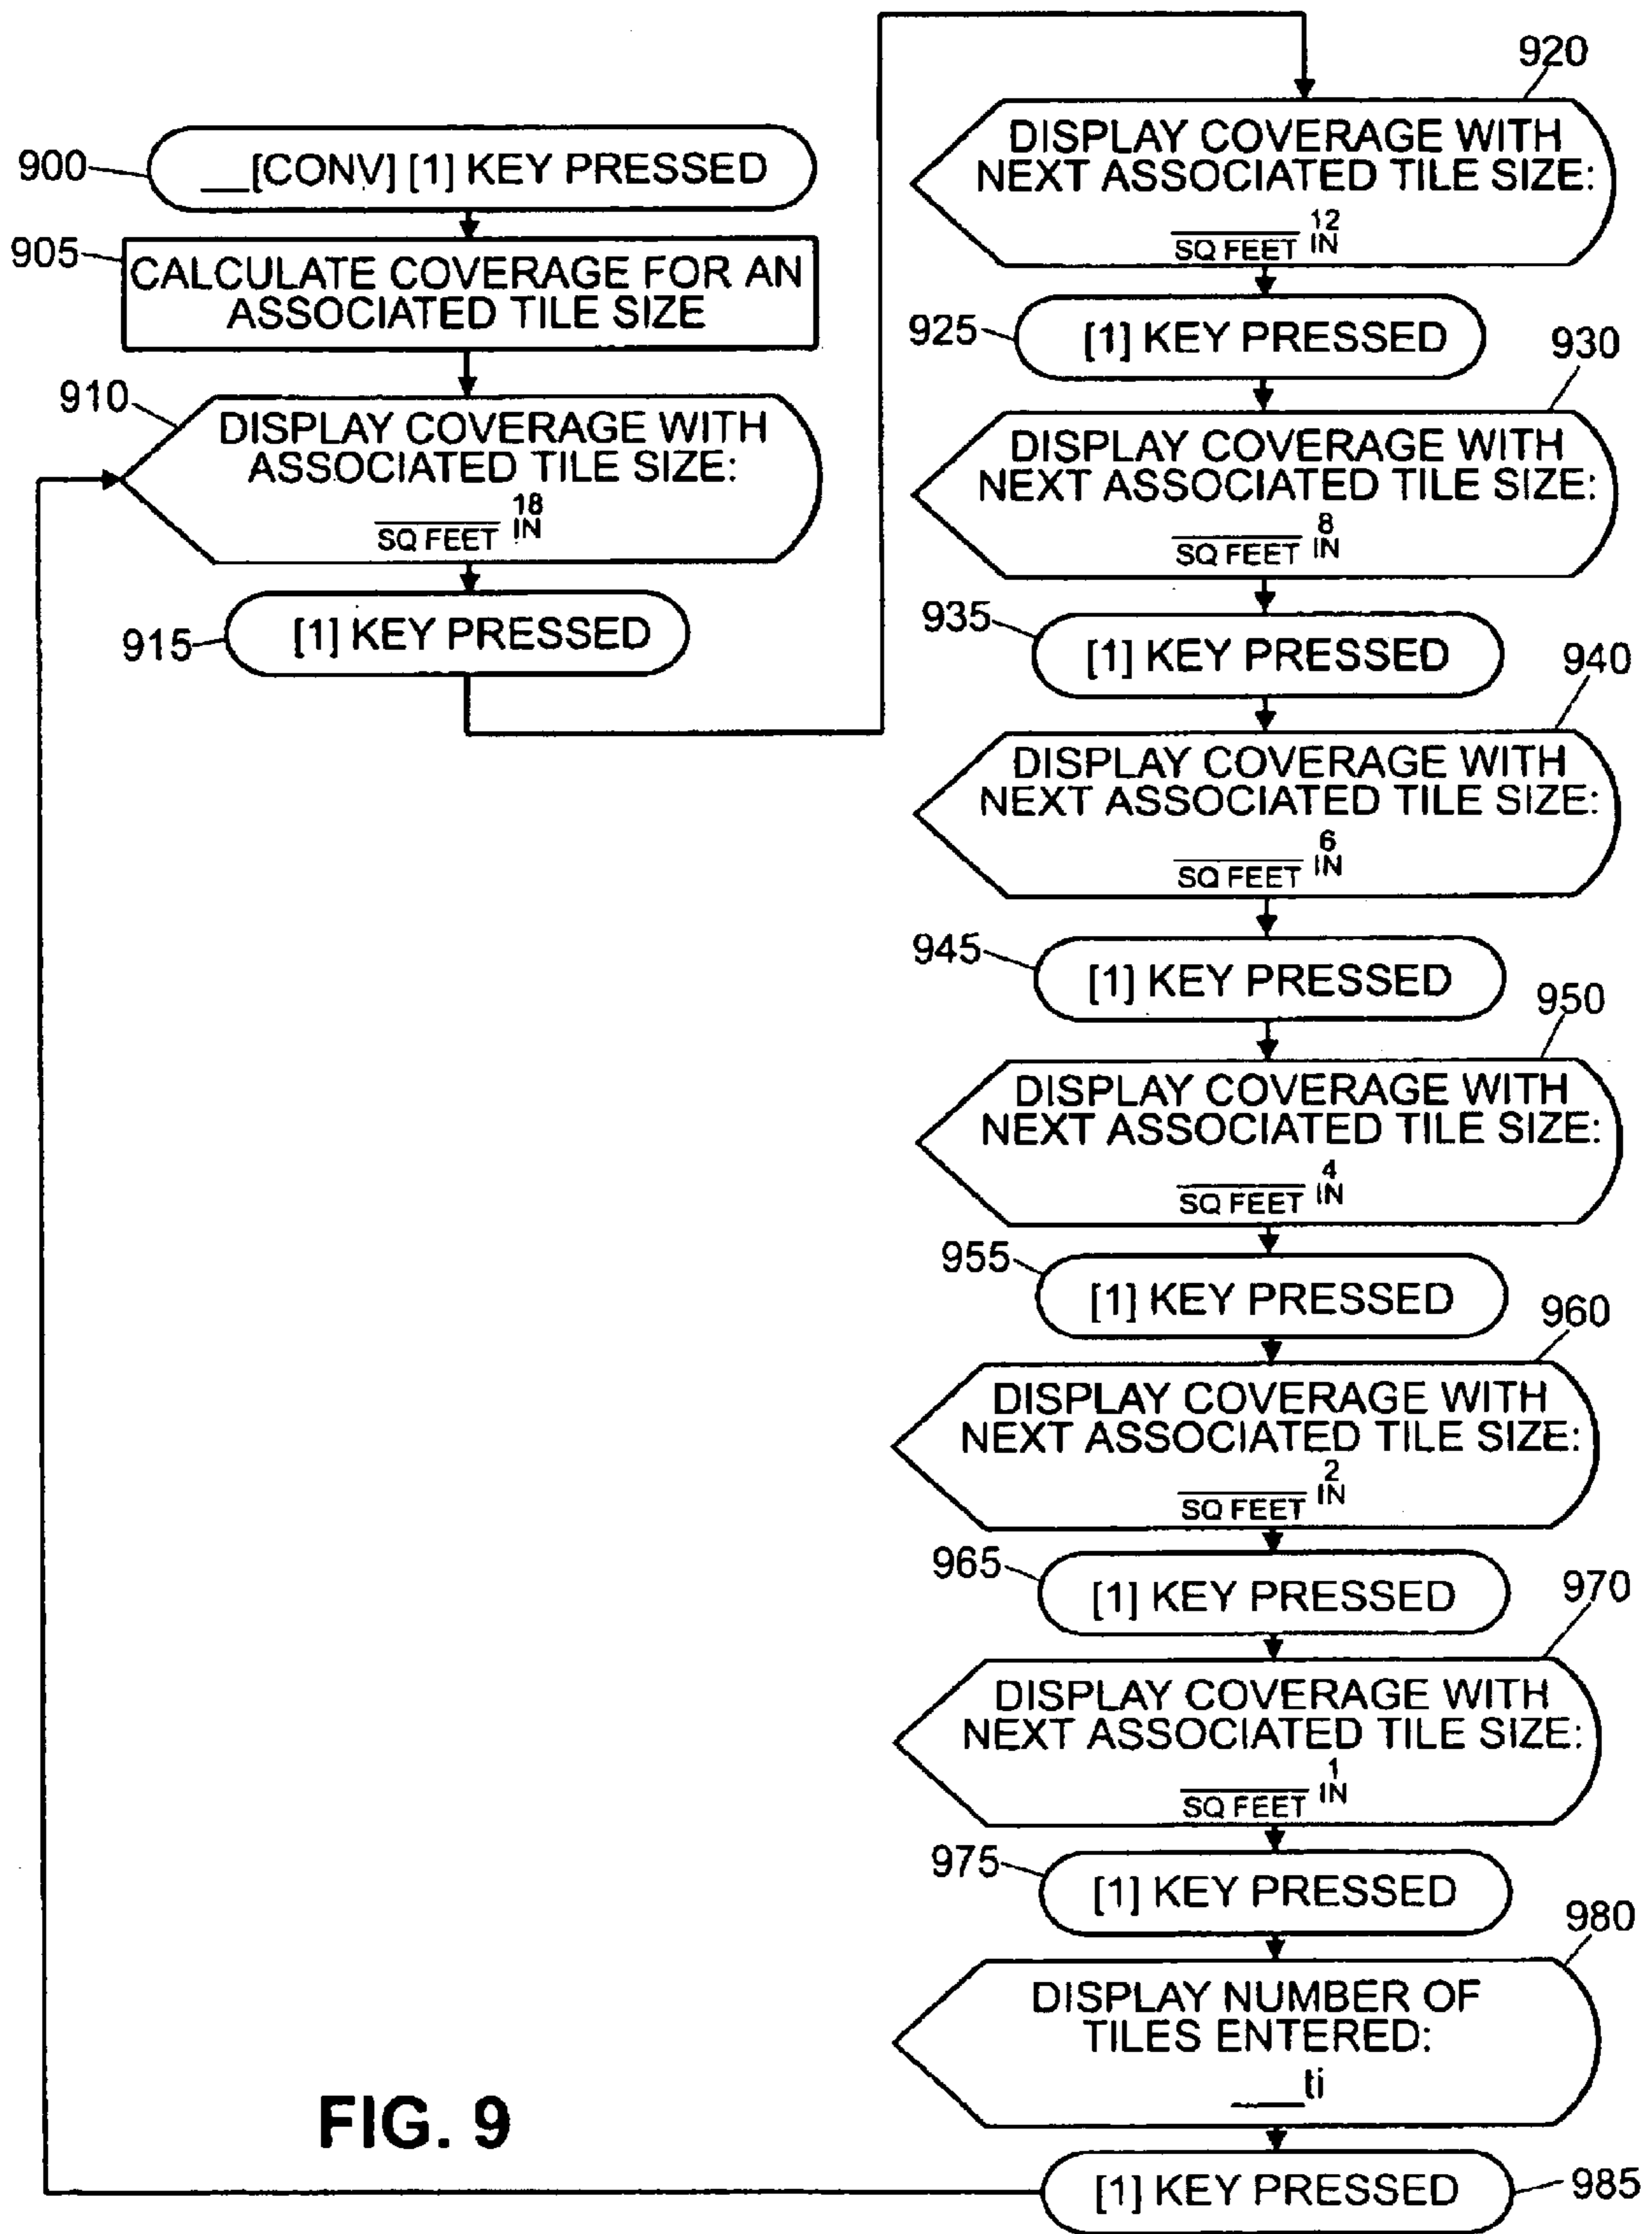 900
__[CONV] [1] KEY PRESSED
905
CALCULATE COVERAGE FOR AN
ASSOCIATED TILE SIZE
910
DISPLAY COVERAGE WITH
ASSOCIATED TILE SIZE:
18
SQ FEET IN
915
[1] KEY PRESSED
920
DISPLAY COVERAGE WITH
NEXT ASSOCIATED TILE SIZE:
12
SQ FEET IN
925
[1] KEY PRESSED
930
DISPLAY COVERAGE WITH
NEXT ASSOCIATED TILE SIZE:
8
SQ FEET IN
935
[1] KEY PRESSED
940
DISPLAY COVERAGE WITH
NEXT ASSOCIATED TILE SIZE:
6
SQ FEET IN
945
[1] KEY PRESSED
950
DISPLAY COVERAGE WITH
NEXT ASSOCIATED TILE SIZE:
4
SQ FEET IN
955
[1] KEY PRESSED
960
DISPLAY COVERAGE WITH
NEXT ASSOCIATED TILE SIZE:
2
SQ FEET IN
965
[1] KEY PRESSED
970
DISPLAY COVERAGE WITH
NEXT ASSOCIATED TILE SIZE:
1
SQ FEET IN
975
[1] KEY PRESSED
980
DISPLAY NUMBER OF
TILES ENTERED:
___ti
985
[1] KEY PRESSED
FIG. 9